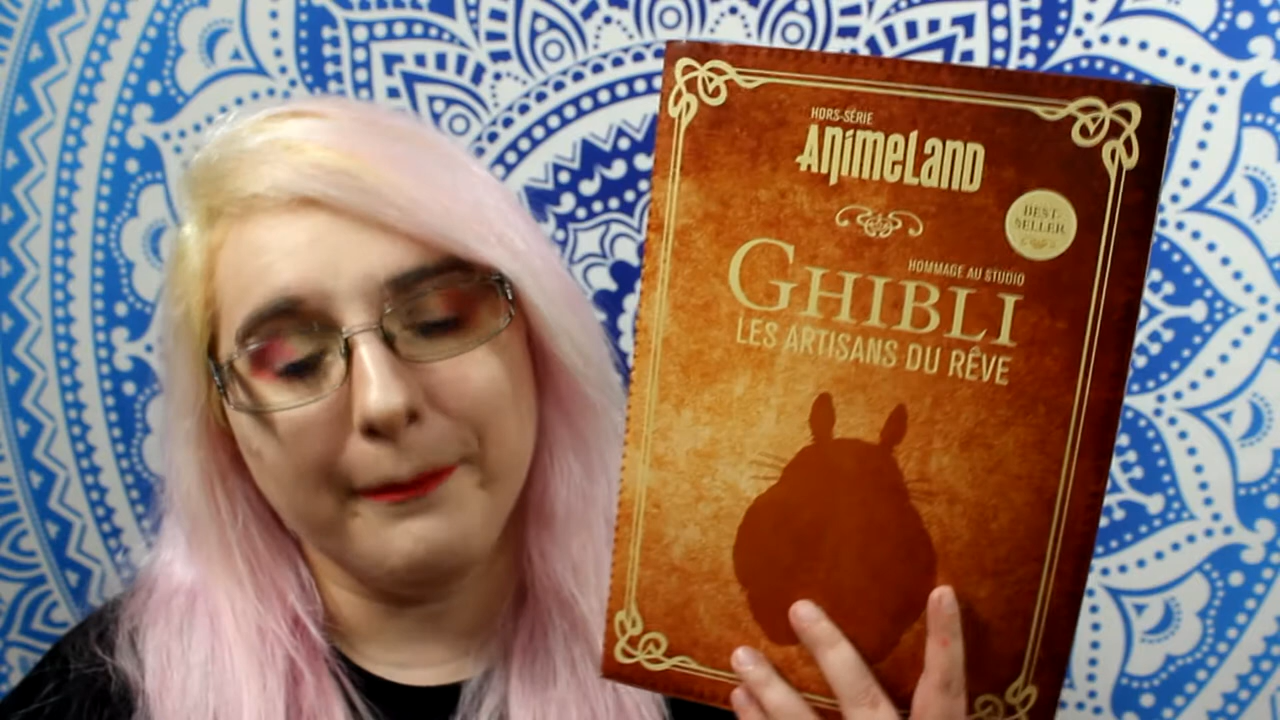 HORS-SÉRIE
AnimeLand
BEST-
SELLER
HOMMAGE AU STUDIO
GHIBLI
LES ARTISANS DU RÊVE